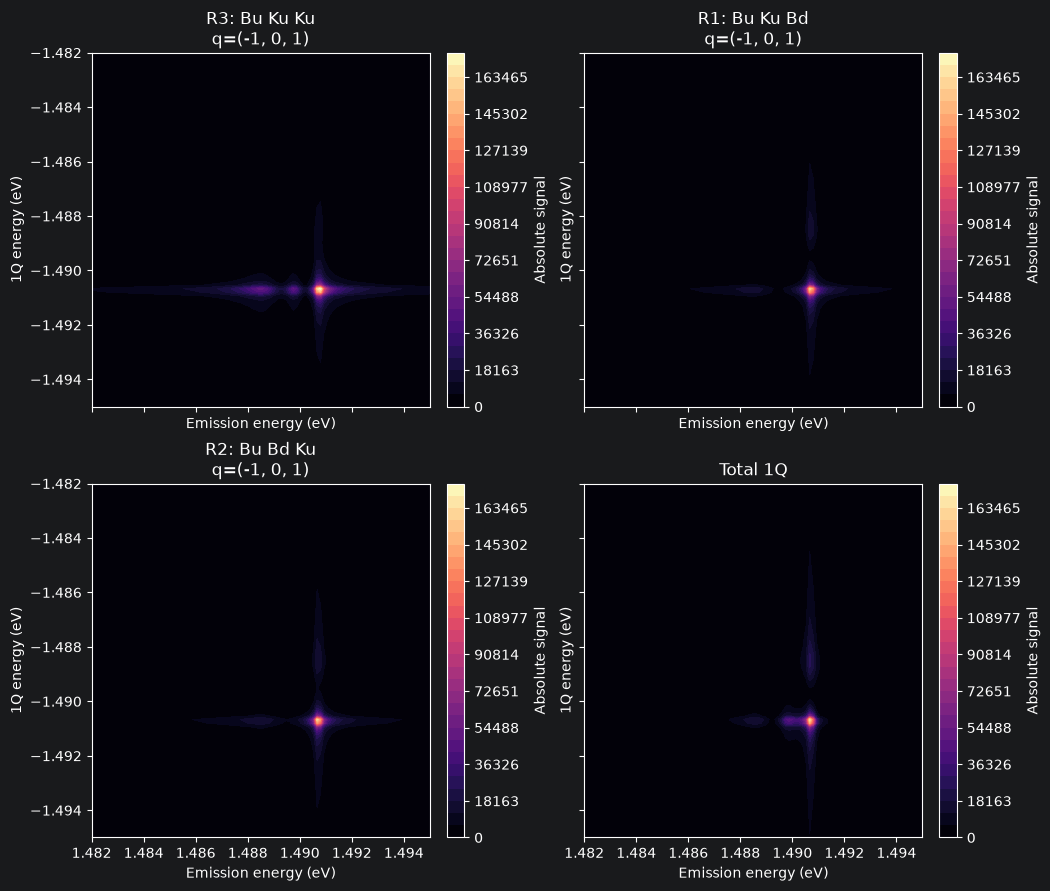 R3: Bu Ku Ku
q=(-1, 0, 1)
−1.482
−1.484
−1.486
−1.488
−1.490
−1.492
−1.494
1Q energy (eV)
Emission energy (eV)
163465
145302
127139
108977
90814
72651
54488
36326
18163
0
Absolute signal
R1: Bu Ku Bd
q=(-1, 0, 1)
1Q energy (eV)
Emission energy (eV)
163465
145302
127139
108977
90814
72651
54488
36326
18163
0
Absolute signal
R2: Bu Bd Ku
q=(-1, 0, 1)
−1.482
−1.484
−1.486
−1.488
−1.490
−1.492
−1.494
1Q energy (eV)
1.482 1.484 1.486 1.488 1.490 1.492 1.494
Emission energy (eV)
163465
145302
127139
108977
90814
72651
54488
36326
18163
0
Absolute signal
Total 1Q
1Q energy (eV)
1.482 1.484 1.486 1.488 1.490 1.492 1.494
Emission energy (eV)
163465
145302
127139
108977
90814
72651
54488
36326
18163
0
Absolute signal